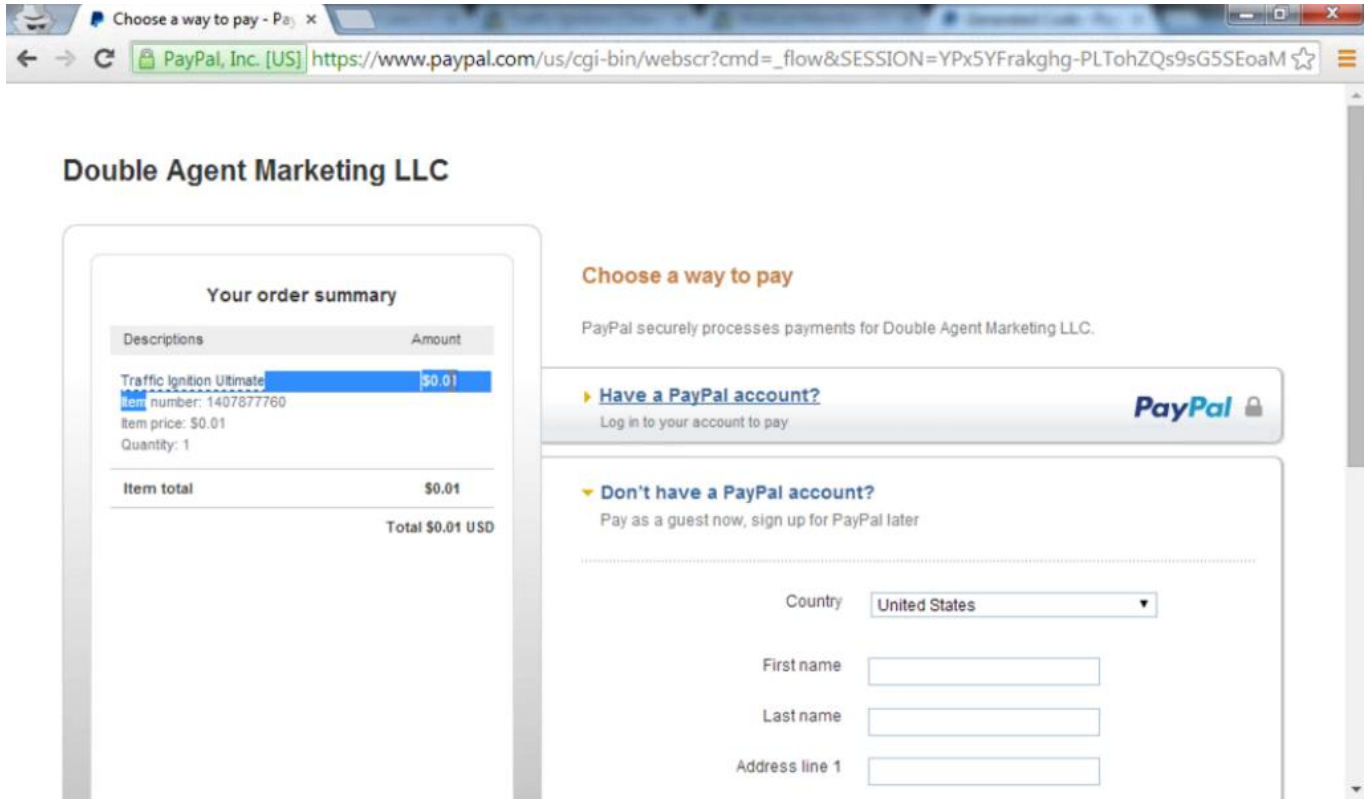 Choose a way to pay - Pay
PayPal, Inc. [US] https://www.paypal.com/us/cgi-bin/webscr?cmd=_flow&SESSION=YPx5YFrakghg-PLTohZQs9sG5SEoaM
Double Agent Marketing LLC
Your order summary
Descriptions Amount
Traffic Ignition Ultimate $0.01
Item number: 1407877760
Item price: $0.01
Quantity: 1
Item total $0.01
Total $0.01 USD
Choose a way to pay
PayPal securely processes payments for Double Agent Marketing LLC.
Have a PayPal account?
Log in to your account to pay
PayPal
Don't have a PayPal account?
Pay as a guest now, sign up for PayPal later
Country United States
First name
Last name
Address line 1